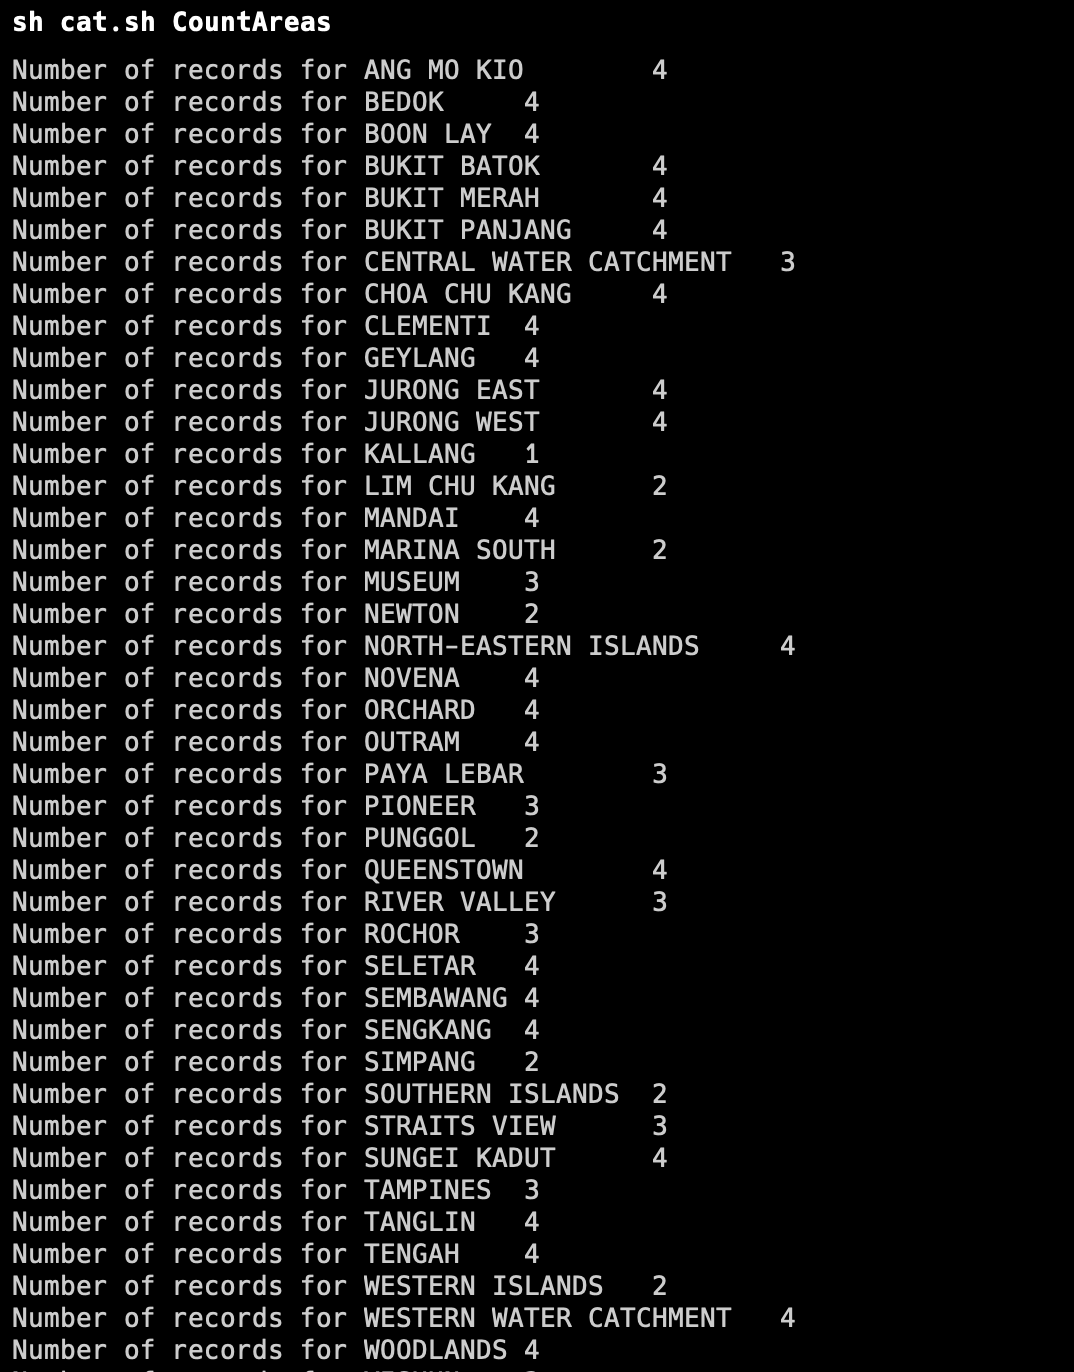 sh cat.sh CountAreas
Number of records for ANG MO KIO 4
Number of records for BEDOK 4
Number of records for BOON LAY 4
Number of records for BUKIT BATOK 4
Number of records for BUKIT MERAH 4
Number of records for BUKIT PANJANG 4
Number of records for CENTRAL WATER CATCHMENT 3
Number of records for CHOA CHU KANG 4
Number of records for CLEMENTI 4
Number of records for GEYLANG 4
Number of records for JURONG EAST 4
Number of records for JURONG WEST 4
Number of records for KALLANG 1
Number of records for LIM CHU KANG 2
Number of records for MANDAI 4
Number of records for MARINA SOUTH 2
Number of records for MUSEUM 3
Number of records for NEWTON 2
Number of records for NORTH-EASTERN ISLANDS 4
Number of records for NOVENA 4
Number of records for ORCHARD 4
Number of records for OUTRAM 4
Number of records for PAYA LEBAR 3
Number of records for PIONEER 3
Number of records for PUNGGOL 2
Number of records for QUEENSTOWN 4
Number of records for RIVER VALLEY 3
Number of records for ROCHOR 3
Number of records for SELETAR 4
Number of records for SEMBAWANG 4
Number of records for SENGKANG 4
Number of records for SIMPANG 2
Number of records for SOUTHERN ISLANDS 2
Number of records for STRAITS VIEW 3
Number of records for SUNGEI KADUT 4
Number of records for TAMPINES 3
Number of records for TANGLIN 4
Number of records for TENGAH 4
Number of records for WESTERN ISLANDS 2
Number of records for WESTERN WATER CATCHMENT 4
Number of records for WOODLANDS 4
Number of records for